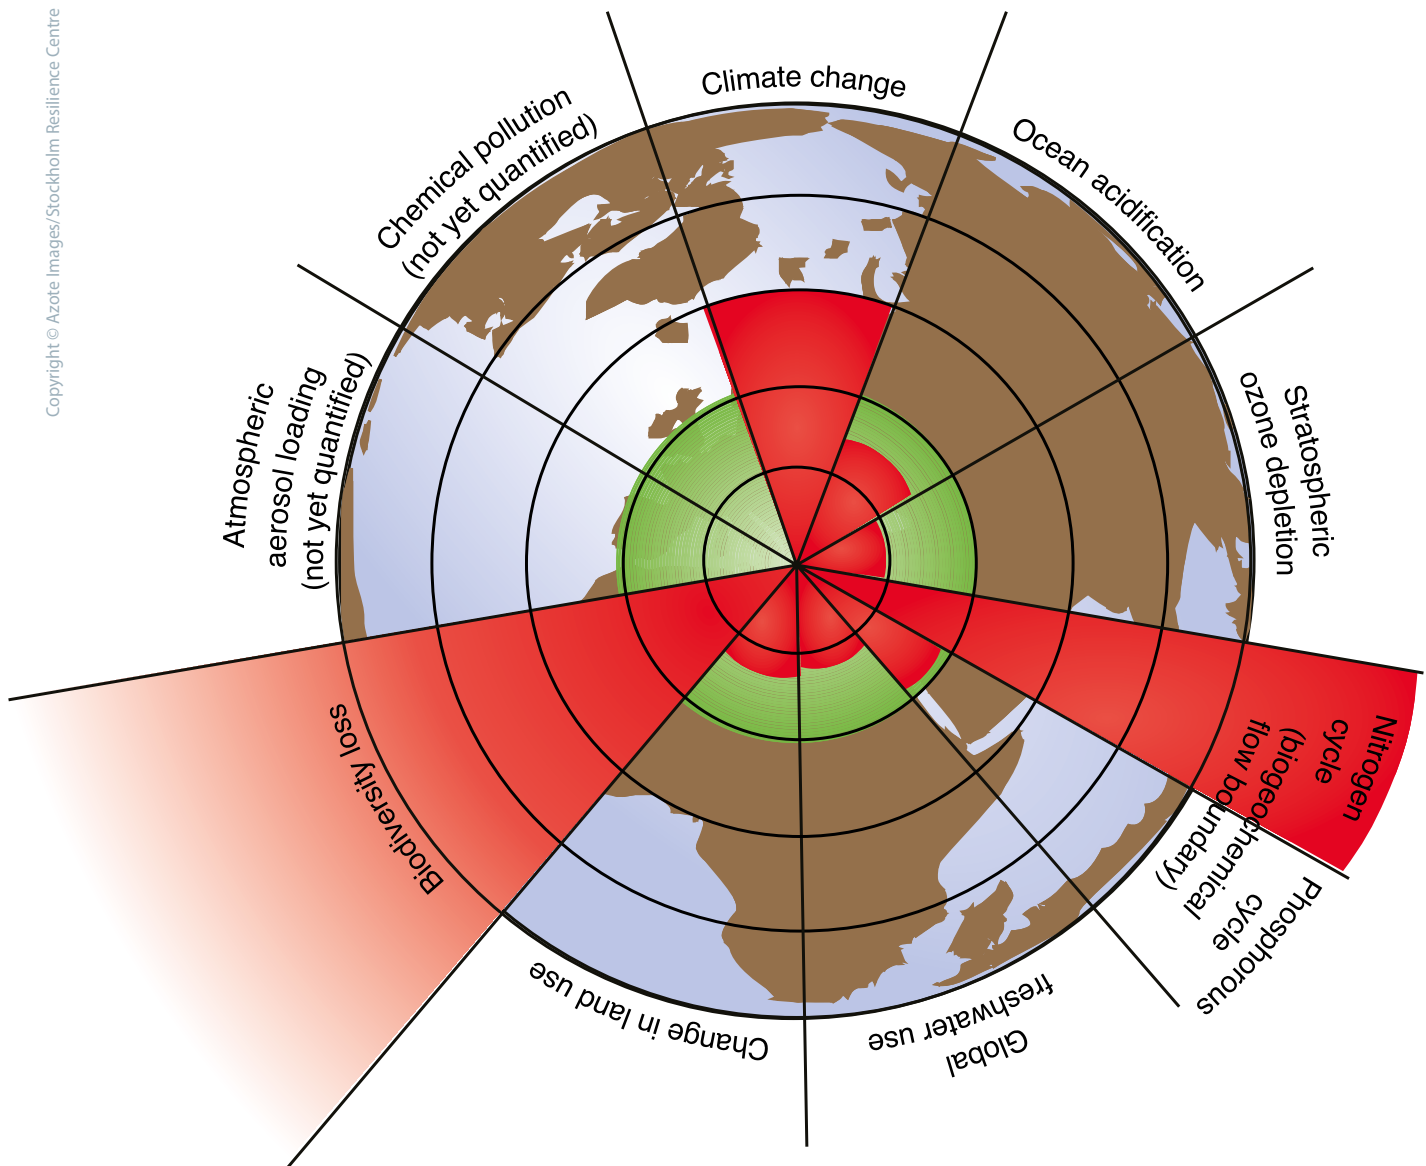 Copyright © Azote Images/Stockholm Resilience Centre
Climate change
Ocean acidification
Stratospheric
ozone depletion
Nitrogen
cycle
(biogeochemical
flow boundary)
Phosphorous
cycle
Global
freshwater use
Change in land use
Biodiversity loss
Atmospheric
aerosol loading
(not yet quantified)
Chemical pollution
(not yet quantified)